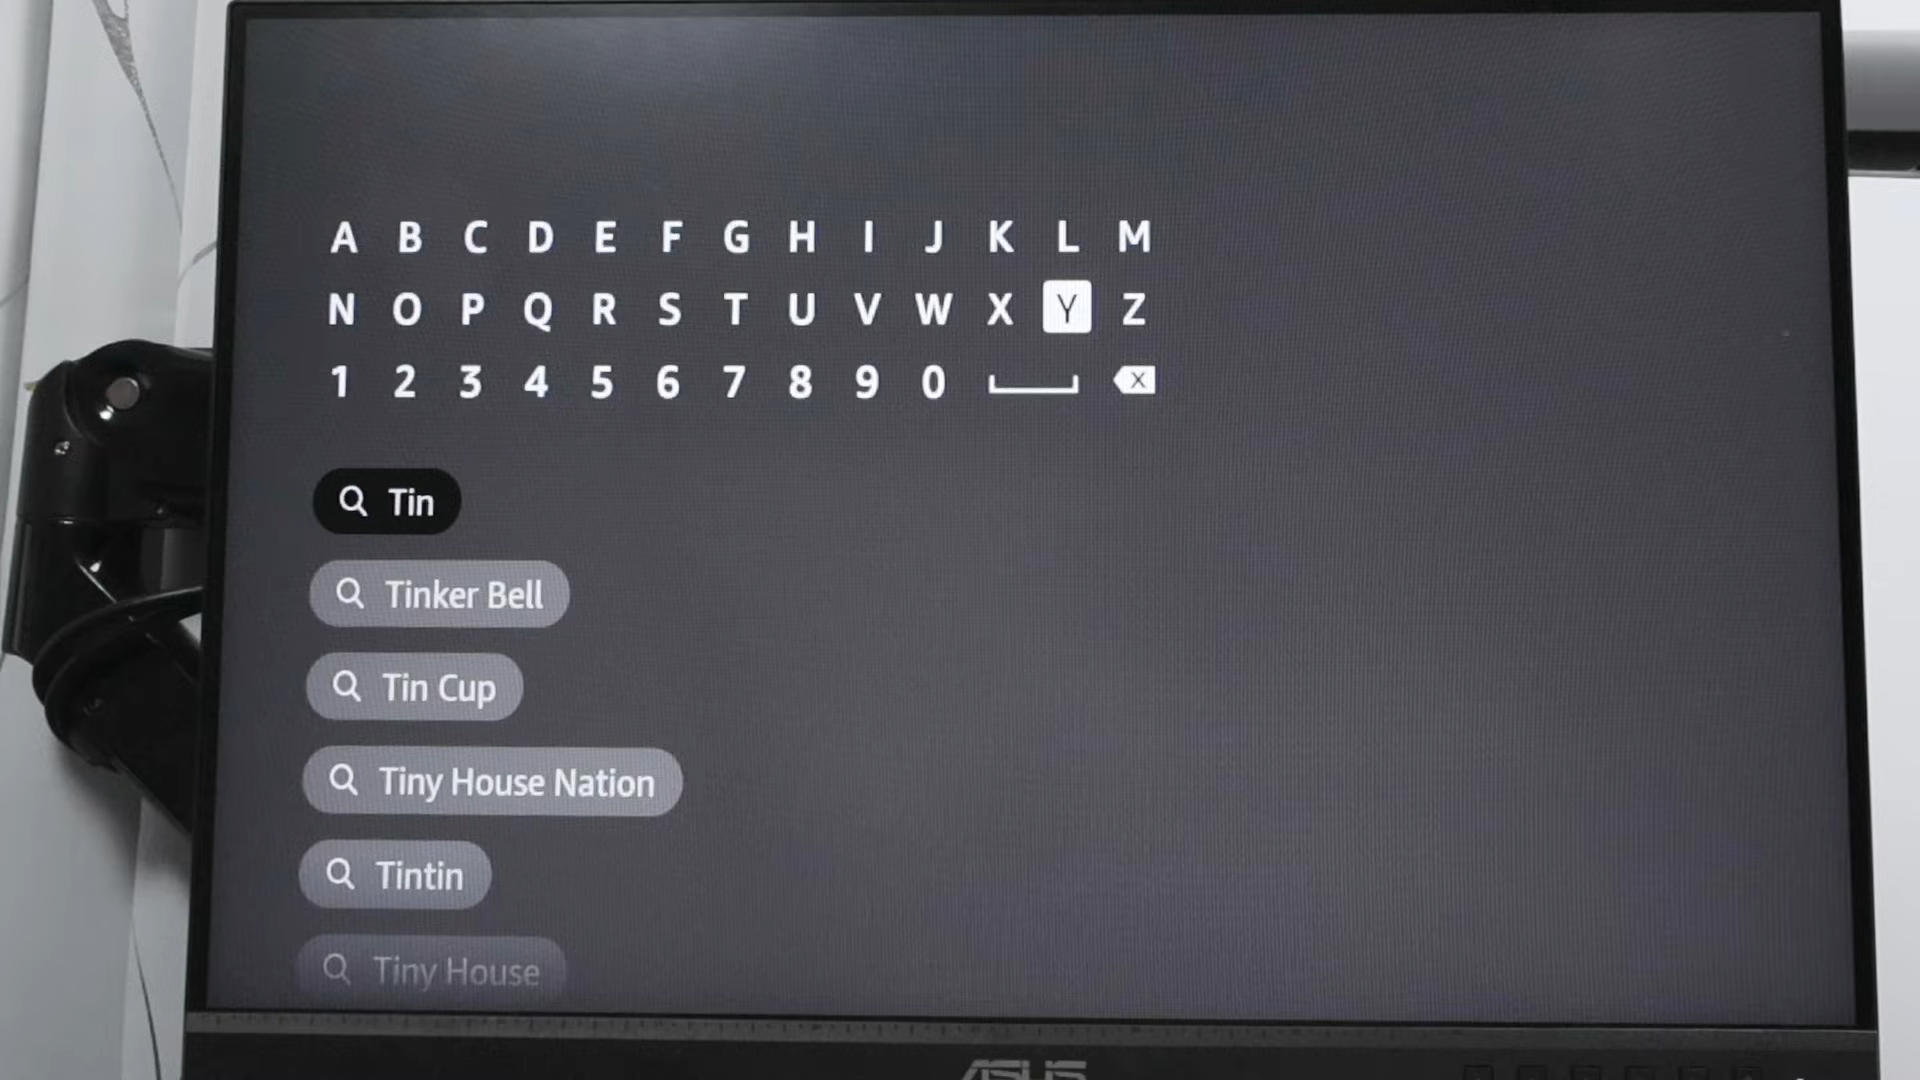 A B C D E F G H I J K L M
N O P Q R S T U V W X Y Z
1 2 3 4 5 6 7 8 9 0
Tin
Tinker Bell
Tin Cup
Tiny House Nation
Tintin
Tiny House
ASUS